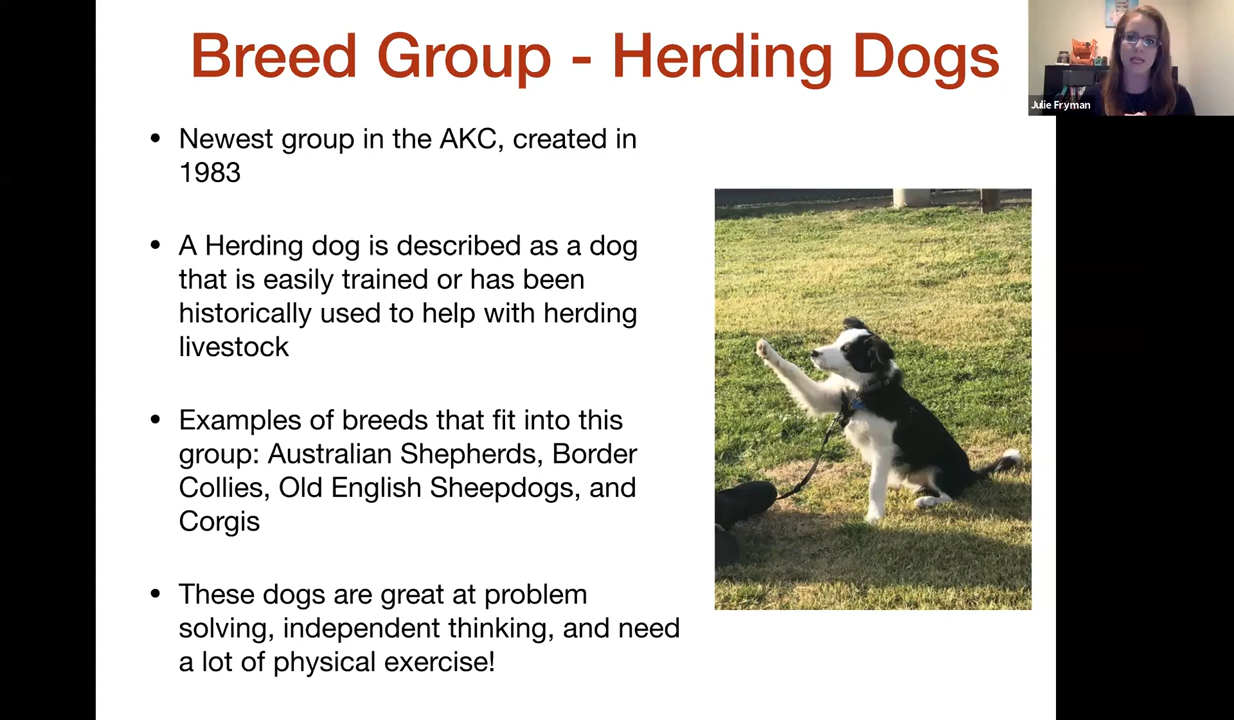 Breed Group - Herding Dogs
Julie Fryman
• Newest group in the AKC, created in
1983
• A Herding dog is described as a dog
that is easily trained or has been
historically used to help with herding
livestock
• Examples of breeds that fit into this
group: Australian Shepherds, Border
Collies, Old English Sheepdogs, and
Corgis
• These dogs are great at problem
solving, independent thinking, and need
a lot of physical exercise!